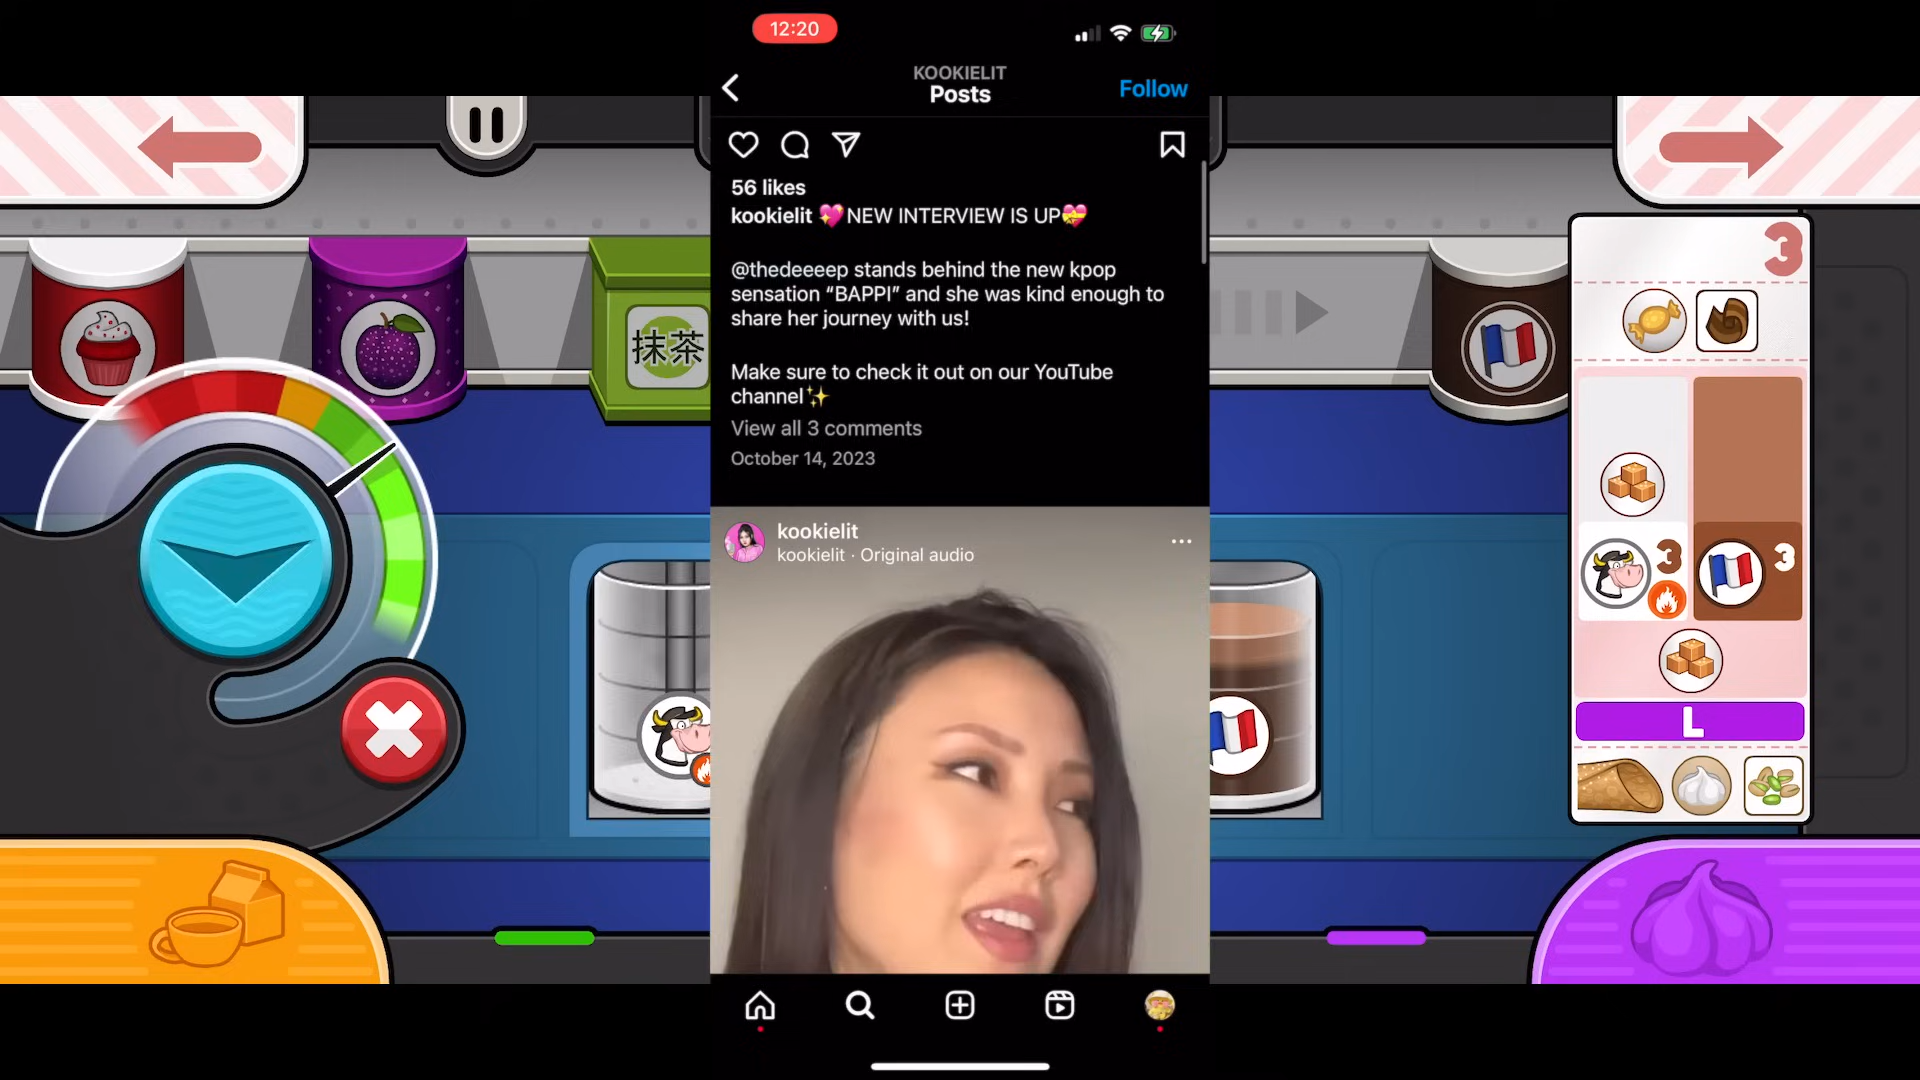 12:20
KOOKIELIT
Posts
Follow
56 likes
kookielit 💖NEW INTERVIEW IS UP💝
@thedeeeep stands behind the new kpop
sensation “BAPPI” and she was kind enough to
share her journey with us!
Make sure to check it out on our YouTube
channel✨
View all 3 comments
October 14, 2023
kookielit
kookielit · Original audio
抹茶
3
3
3
L